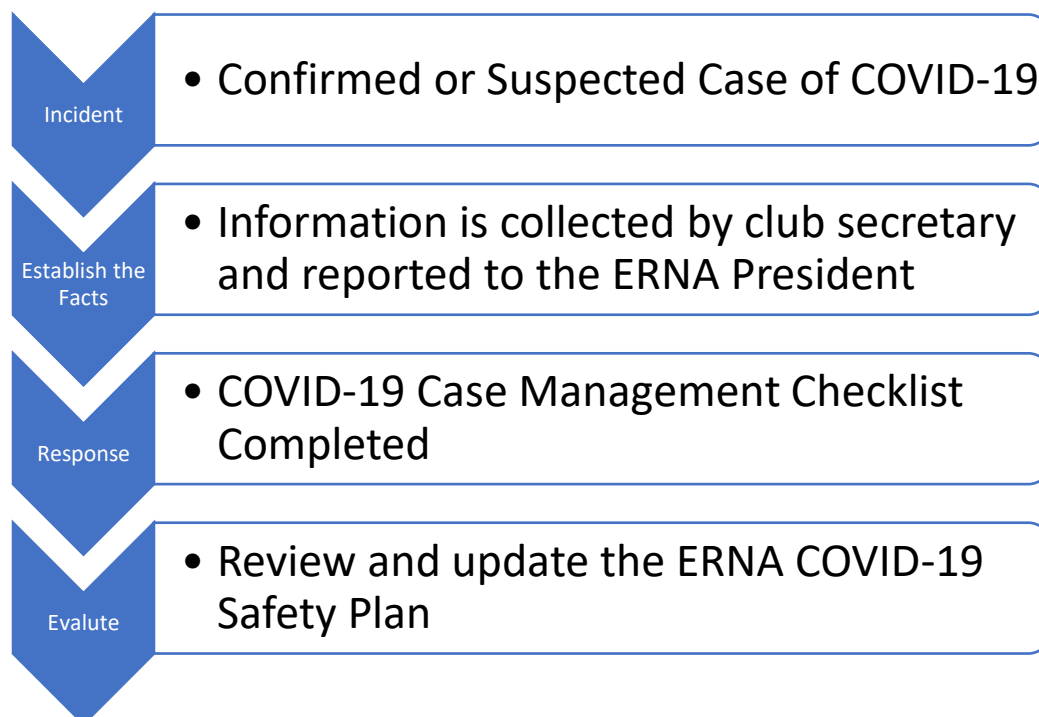 Incident
• Confirmed or Suspected Case of COVID-19
Establish the
Facts
• Information is collected by club secretary
and reported to the ERNA President
Response
• COVID-19 Case Management Checklist
Completed
Evalute
• Review and update the ERNA COVID-19
Safety Plan